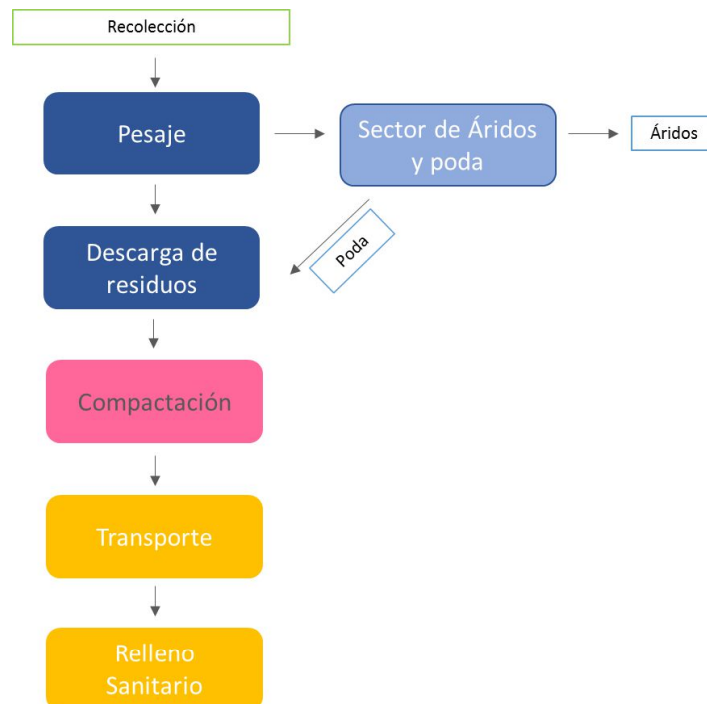 Recolección
Pesaje
Sector de Áridos
y poda
Áridos
Poda
Descarga de
residuos
Compactación
Transporte
Relleno
Sanitario